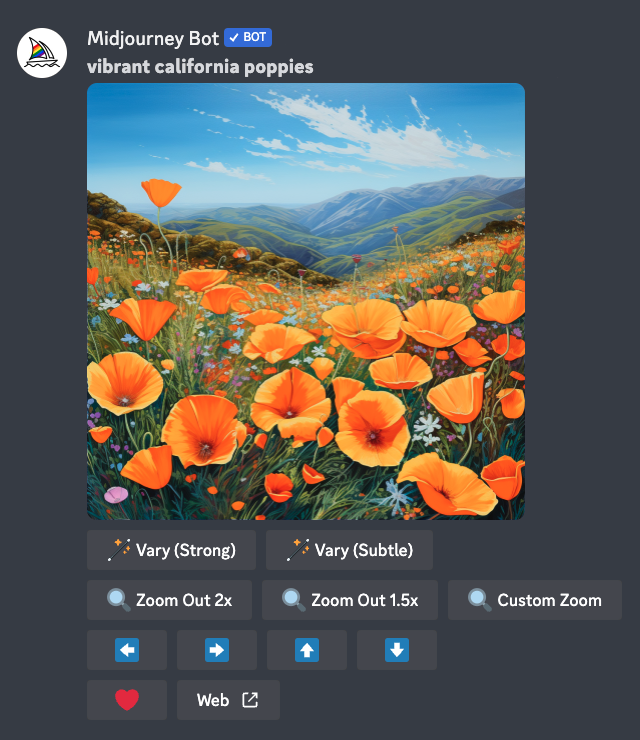 Midjourney Bot BOT
vibrant california poppies
Vary (Strong) Vary (Subtle)
Zoom Out 2x Zoom Out 1.5x Custom Zoom
Web